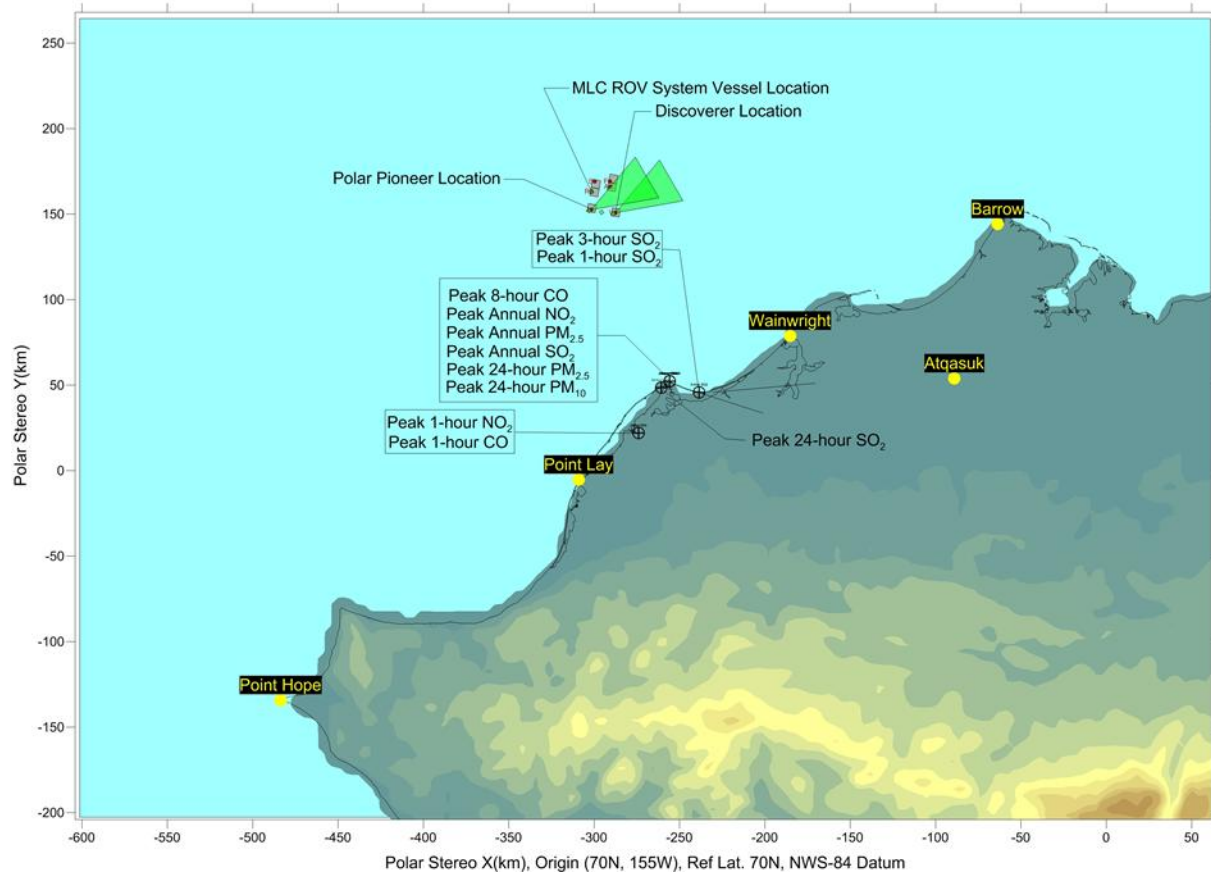 250
200
150
100
50
0
-50
-100
-150
-200
Polar Stereo Y(km)
MLC ROV System Vessel Location
Discoverer Location
Polar Pioneer Location
Barrow
Peak 3-hour SO₂
Peak 1-hour SO₂
Peak 8-hour CO
Peak Annual NO₂
Peak Annual PM₂.₅
Peak Annual SO₂
Peak 24-hour PM₂.₅
Peak 24-hour PM₁₀
Wainwright
Atqasuk
Peak 1-hour NO₂
Peak 1-hour CO
Peak 24-hour SO₂
Point Lay
Point Hope
-600 -550 -500 -450 -400 -350 -300 -250 -200 -150 -100 -50 0 50
Polar Stereo X(km), Origin (70N, 155W), Ref Lat. 70N, NWS-84 Datum